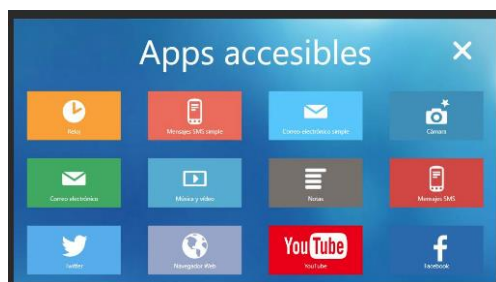 Apps accesibles
Reloj
Mensajes SMS simple
Correo electrónico simple
Cámara
Correo electrónico
Música y vídeo
Notas
Mensajes SMS
Twitter
Navegador Web
YouTube
YouTube
Facebook